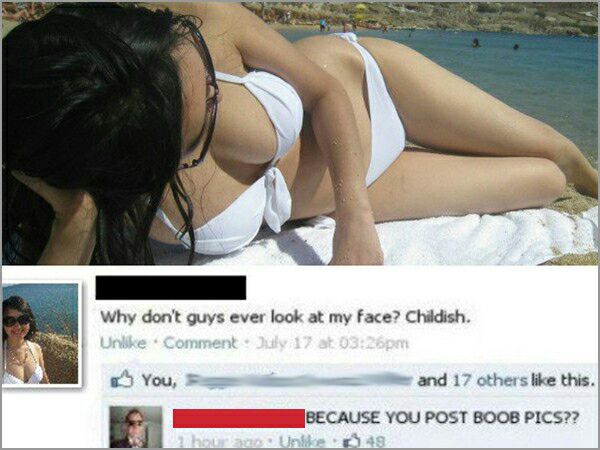 Why don't guys ever look at my face? Childish.
Unlike · Comment · July 17 at 03:26pm
You, and 17 others like this.
BECAUSE YOU POST BOOB PICS??
1 hour ago · Unlike · 48